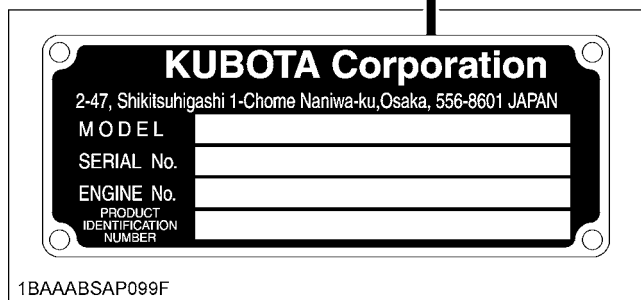 KUBOTA Corporation
2-47, Shikitsuhigashi 1-Chome Naniwa-ku,Osaka, 556-8601 JAPAN
MODEL
SERIAL No.
ENGINE No.
PRODUCT
IDENTIFICATION
NUMBER
1BAAABSAP099F